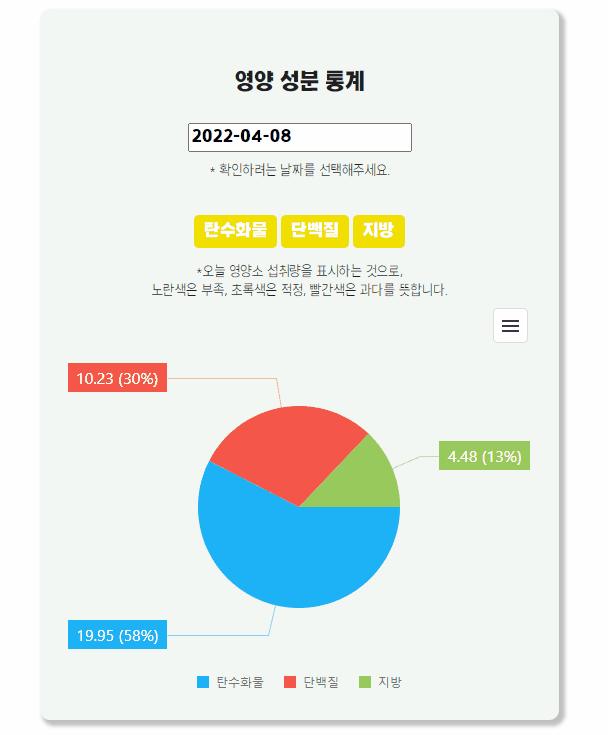 영양 성분 통계
2022-04-08
* 확인하려는 날짜를 선택해주세요.
탄수화물 단백질 지방
*오늘 영양소 섭취량을 표시하는 것으로,
노란색은 부족, 초록색은 적정, 빨간색은 과다를 뜻합니다.
10.23 (30%)
4.48 (13%)
19.95 (58%)
탄수화물 단백질 지방